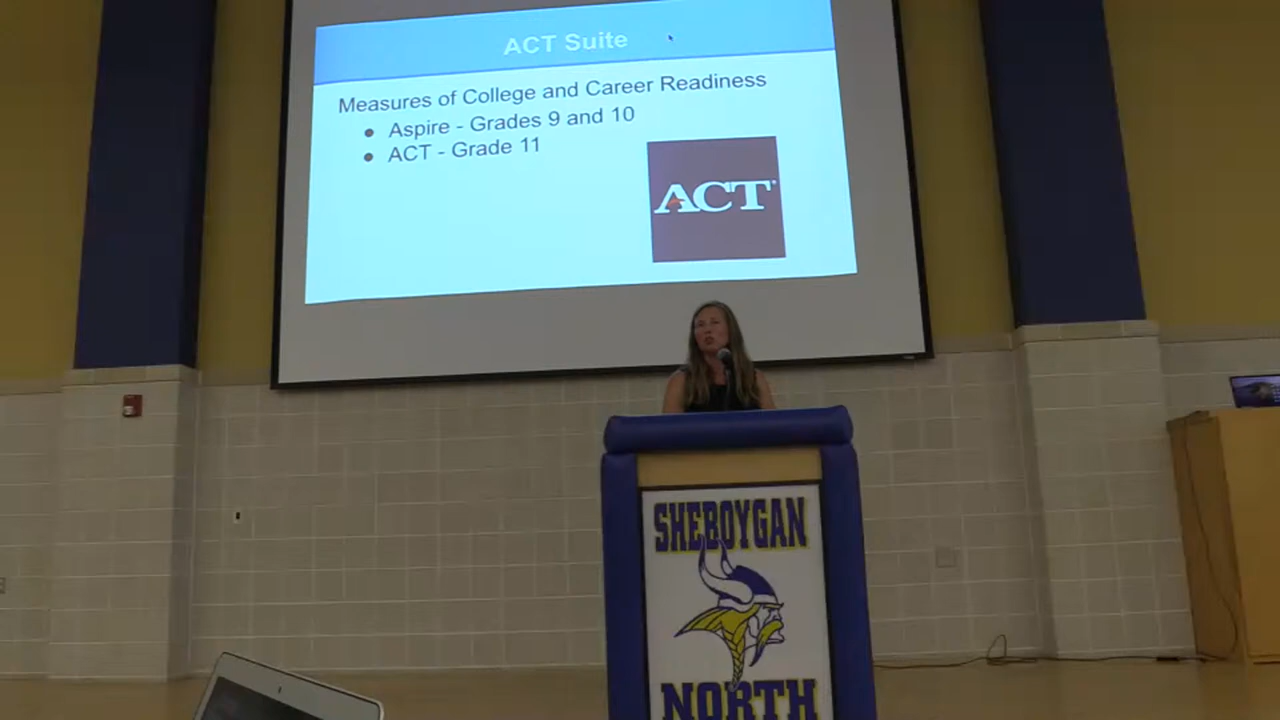 ACT Suite
Measures of College and Career Readiness
● Aspire - Grades 9 and 10
● ACT - Grade 11
ACT
SHEBOYGAN
NORTH